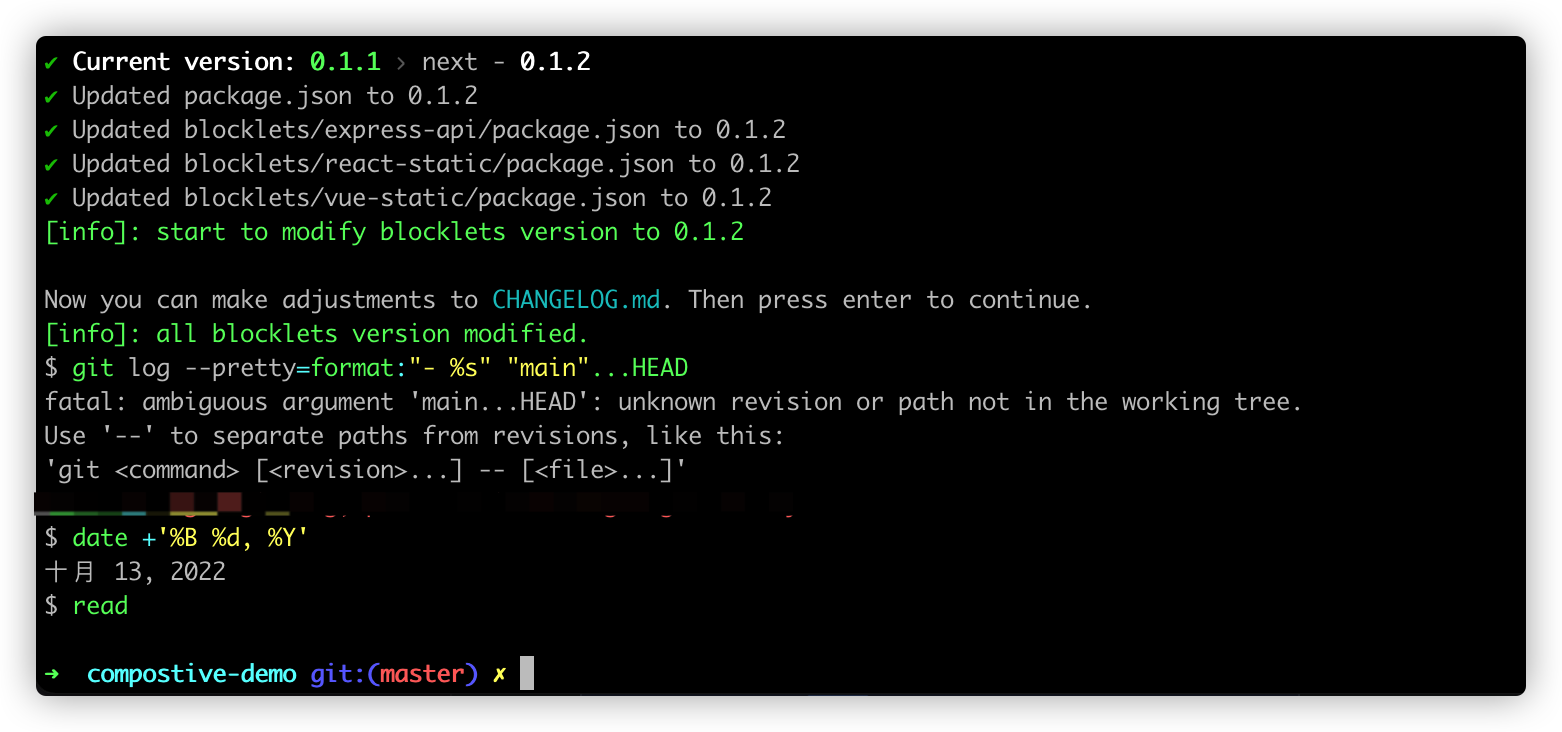 ✔ Current version: 0.1.1 › next - 0.1.2
✔ Updated package.json to 0.1.2
✔ Updated blocklets/express-api/package.json to 0.1.2
✔ Updated blocklets/react-static/package.json to 0.1.2
✔ Updated blocklets/vue-static/package.json to 0.1.2
[info]: start to modify blocklets version to 0.1.2
Now you can make adjustments to CHANGELOG.md. Then press enter to continue.
[info]: all blocklets version modified.
$ git log --pretty=format:"- %s" "main"...HEAD
fatal: ambiguous argument 'main...HEAD': unknown revision or path not in the working tree.
Use '--' to separate paths from revisions, like this:
'git <command> [<revision>...] -- [<file>...]'
$ date +'%B %d, %Y'
十月 13, 2022
$ read
➜ compostive-demo git:(master) ✗